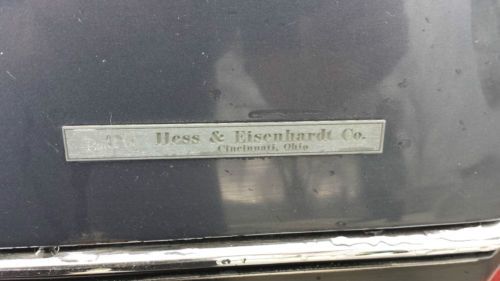 Hess & Eisenhardt Co.
Cincinnati, Ohio